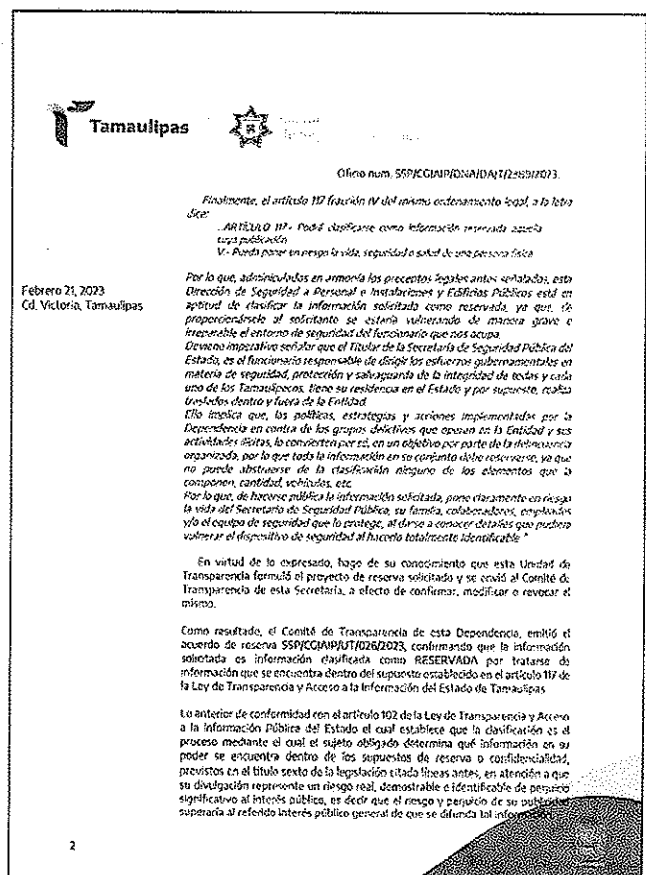 Tamaulipas
Oficio num. SSP/CGJAIP/DNA/DAJT/2389/2023.
Finalmente, el artículo 117 fracción IV del mismo ordenamiento legal, a la letra
dice:
...ARTÍCULO 117.- Podrá clasificarse como información reservada aquella
cuya publicación
V.- Pueda poner en riesgo la vida, seguridad o salud de una persona física
Febrero 21, 2023
Cd. Victoria, Tamaulipas
Por lo que, adminiculados en armonía los preceptos legales antes señalados, esta
Dirección de Seguridad a Personal e Instalaciones y Edificios Públicos está en
aptitud de clasificar la información solicitada como reservada, ya que, de
proporcionársele al solicitante se estaría vulnerando de manera grave e
irreparable el entorno de seguridad del funcionario que nos ocupa.
Deviene imperativo señalar que el Titular de la Secretaría de Seguridad Pública del
Estado, es el funcionario responsable de dirigir los esfuerzos gubernamentales en
materia de seguridad, protección y salvaguarda de la integridad de todas y cada
uno de los Tamaulipecos, tiene su residencia en el Estado y por supuesto, realiza
traslados dentro y fuera de la Entidad.
Ello implica que, las políticas, estrategias y acciones implementadas por la
Dependencia en contra de los grupos delictivos que operan en la Entidad y sus
actividades ilícitas, lo convierten per sé, en un objetivo por parte de la delincuencia
organizada, por lo que toda la información en su conjunto debe reservarse, ya que
no puede abstraerse de la clasificación ninguno de los elementos que la
componen, cantidad, vehículos, etc.
Por lo que, de hacerse pública la información solicitada, pone claramente en riesgo
la vida del Secretario de Seguridad Pública, su familia, colaboradores, empleados
y/o el equipo de seguridad que lo protege, al darse a conocer detalles que pudiera
vulnerar el dispositivo de seguridad al hacerlo totalmente identificable."
En virtud de lo expresado, hago de su conocimiento que esta Unidad de
Transparencia formuló el proyecto de reserva solicitado y se envió al Comité de
Transparencia de esta Secretaría, a efecto de confirmar, modificar o revocar el
mismo.
Como resultado, el Comité de Transparencia de esta Dependencia, emitió el
acuerdo de reserva SSP/CGJAIP/UT/026/2023, confirmando que la información
solicitada es información clasificada como RESERVADA por tratarse de
información que se encuentra dentro del supuesto establecido en el artículo 117 de
la Ley de Transparencia y Acceso a la Información del Estado de Tamaulipas
Lo anterior de conformidad con el artículo 102 de la Ley de Transparencia y Acceso
a la Información Pública del Estado el cual establece que la clasificación es el
proceso mediante el cual el sujeto obligado determina qué información en su
poder se encuentra dentro de los supuestos de reserva o confidencialidad,
previstos en el título sexto de la legislación citada líneas antes, en atención a que
su divulgación represente un riesgo real, demostrable e identificable de perjuicio
significativo al interés público, es decir que el riesgo y perjuicio de su publicidad
superaría al referido interés público general de que se difunda tal información
2